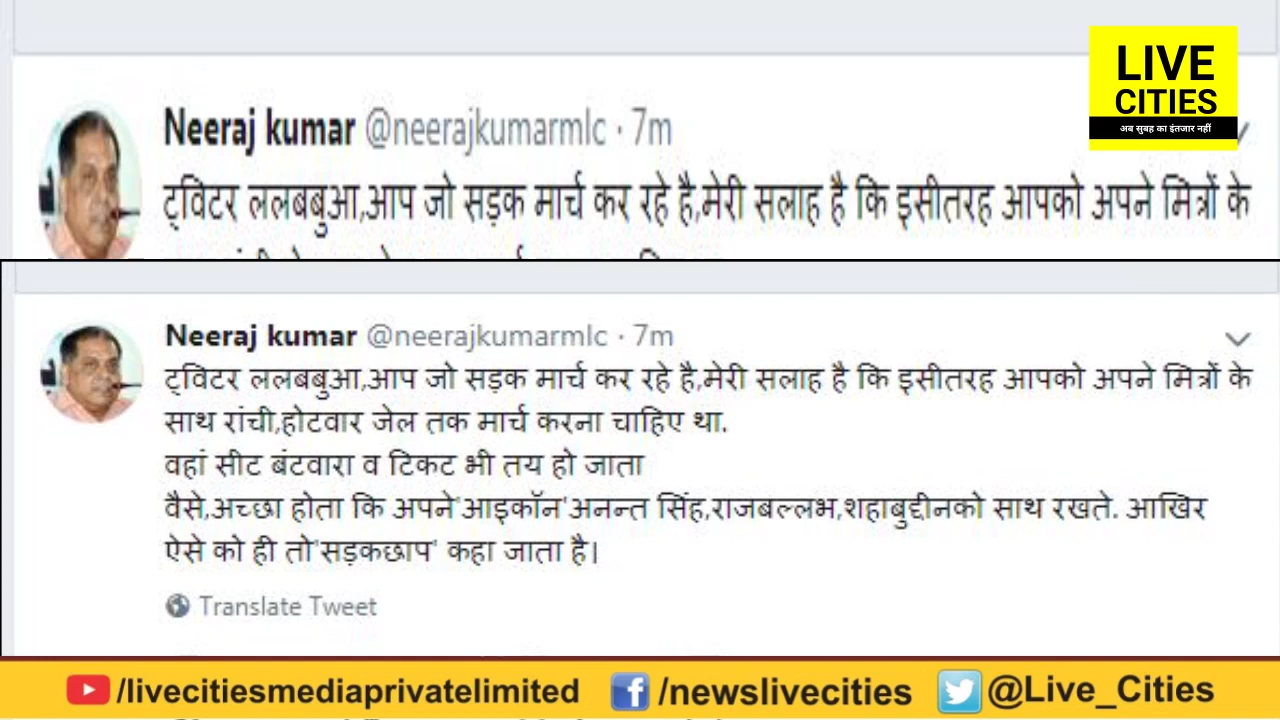 LIVE
CITIES
अब सुबह का इंतजार नहीं
Neeraj kumar @neerajkumarmlc · 7m
ट्विटर ललबबुआ,आप जो सड़क मार्च कर रहे है,मेरी सलाह है कि इसीतरह आपको अपने मित्रों के
Neeraj kumar @neerajkumarmlc · 7m
ट्विटर ललबबुआ,आप जो सड़क मार्च कर रहे है,मेरी सलाह है कि इसीतरह आपको अपने मित्रों के
साथ रांची,होटवार जेल तक मार्च करना चाहिए था.
वहां सीट बंटवारा व टिकट भी तय हो जाता
वैसे,अच्छा होता कि अपने'आइकॉन'अनन्त सिंह,राजबल्लभ,शहाबुद्दीनको साथ रखते. आखिर
ऐसे को ही तो'सड़कछाप' कहा जाता है।
Translate Tweet
/livecitiesmediaprivatelimited /newslivecities @Live_Cities